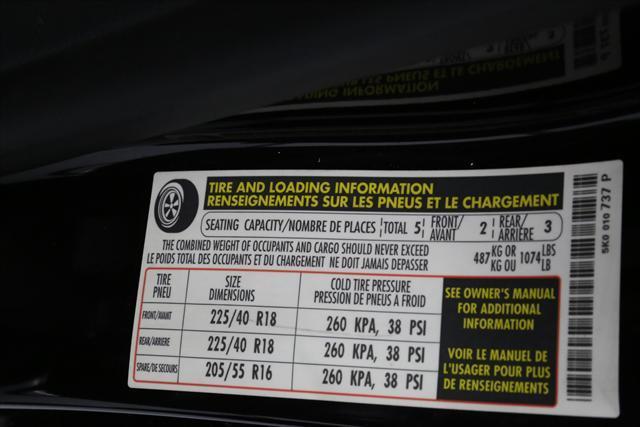 TIRE AND LOADING INFORMATION
RENSEIGNEMENTS SUR LES PNEUS ET LE CHARGEMENT
SEATING CAPACITY/NOMBRE DE PLACES TOTAL 5 FRONT/AVANT 2 REAR/ARRIÈRE 3
THE COMBINED WEIGHT OF OCCUPANTS AND CARGO SHOULD NEVER EXCEED 487 KG OR 1074 LBS
LE POIDS TOTAL DES OCCUPANTS ET DU CHARGEMENT NE DOIT JAMAIS DEPASSER KG OU LB
TIRE SIZE COLD TIRE PRESSURE
PNEU DIMENSIONS PRESSION DE PNEUS A FROID
FRONT/AVANT 225/40 R18 260 KPA, 38 PSI
REAR/ARRIERE 225/40 R18 260 KPA, 38 PSI
SPARE/DE SECOURS 205/55 R16 260 KPA, 38 PSI
SEE OWNER'S MANUAL
FOR ADDITIONAL
INFORMATION
VOIR LE MANUEL DE
L'USAGER POUR PLUS
DE RENSEIGNEMENTS
5K0 010 737 P